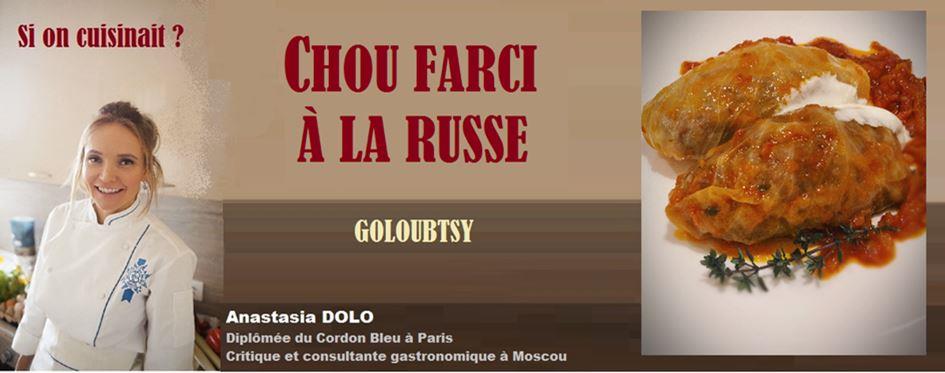 Si on cuisinait ?
CHOU FARCI
À LA RUSSE
GOLOUBTSY
Anastasia DOLO
Diplômée du Cordon Bleu à Paris
Critique et consultante gastronomique à Moscou